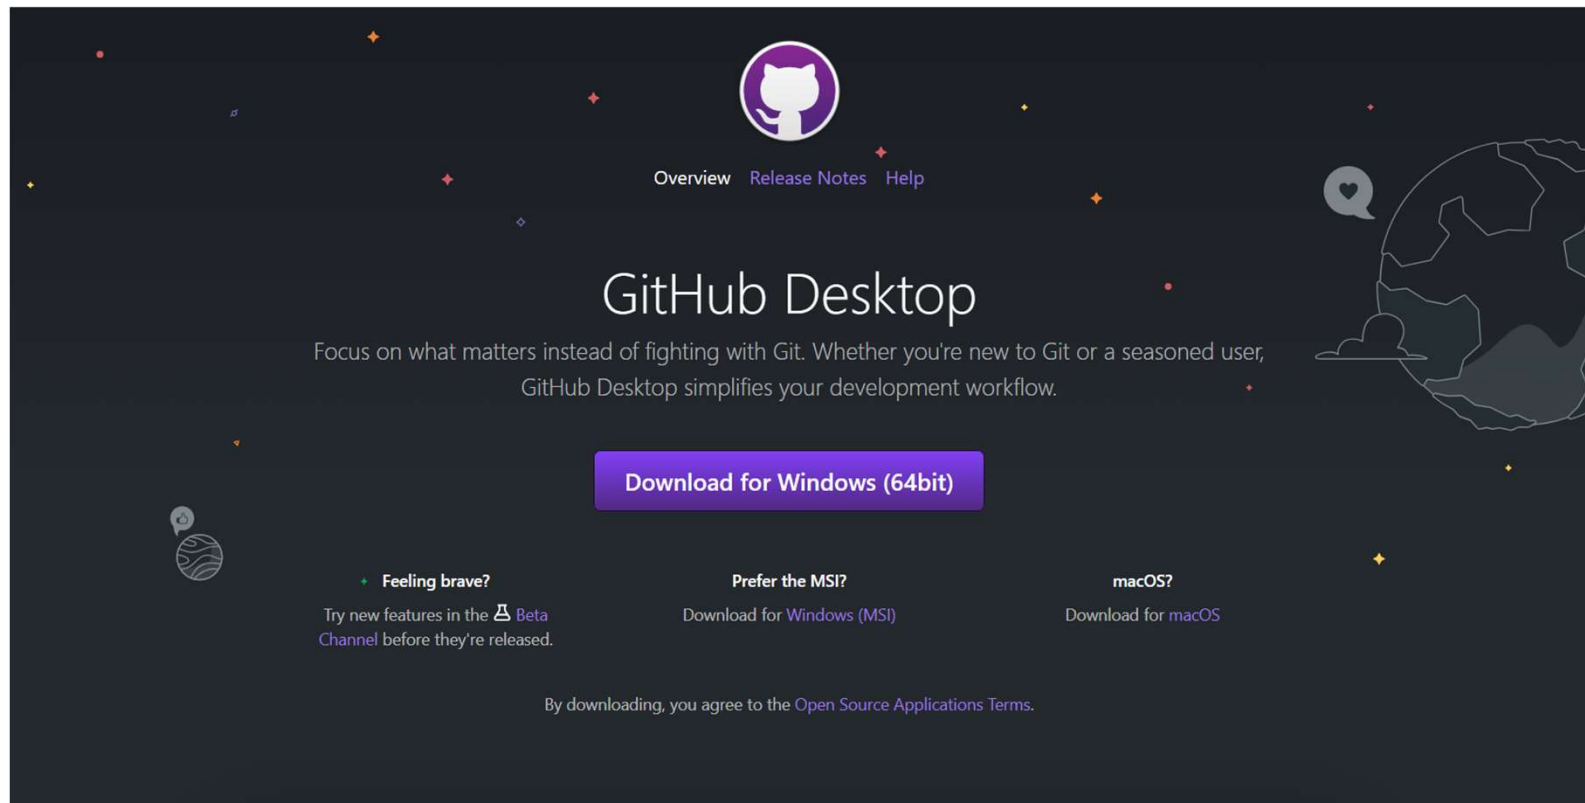 Overview Release Notes Help
GitHub Desktop
Focus on what matters instead of fighting with Git. Whether you're new to Git or a seasoned user,
GitHub Desktop simplifies your development workflow.
Download for Windows (64bit)
Feeling brave?
Try new features in the Beta
Channel before they're released.
Prefer the MSI?
Download for Windows (MSI)
macOS?
Download for macOS
By downloading, you agree to the Open Source Applications Terms.